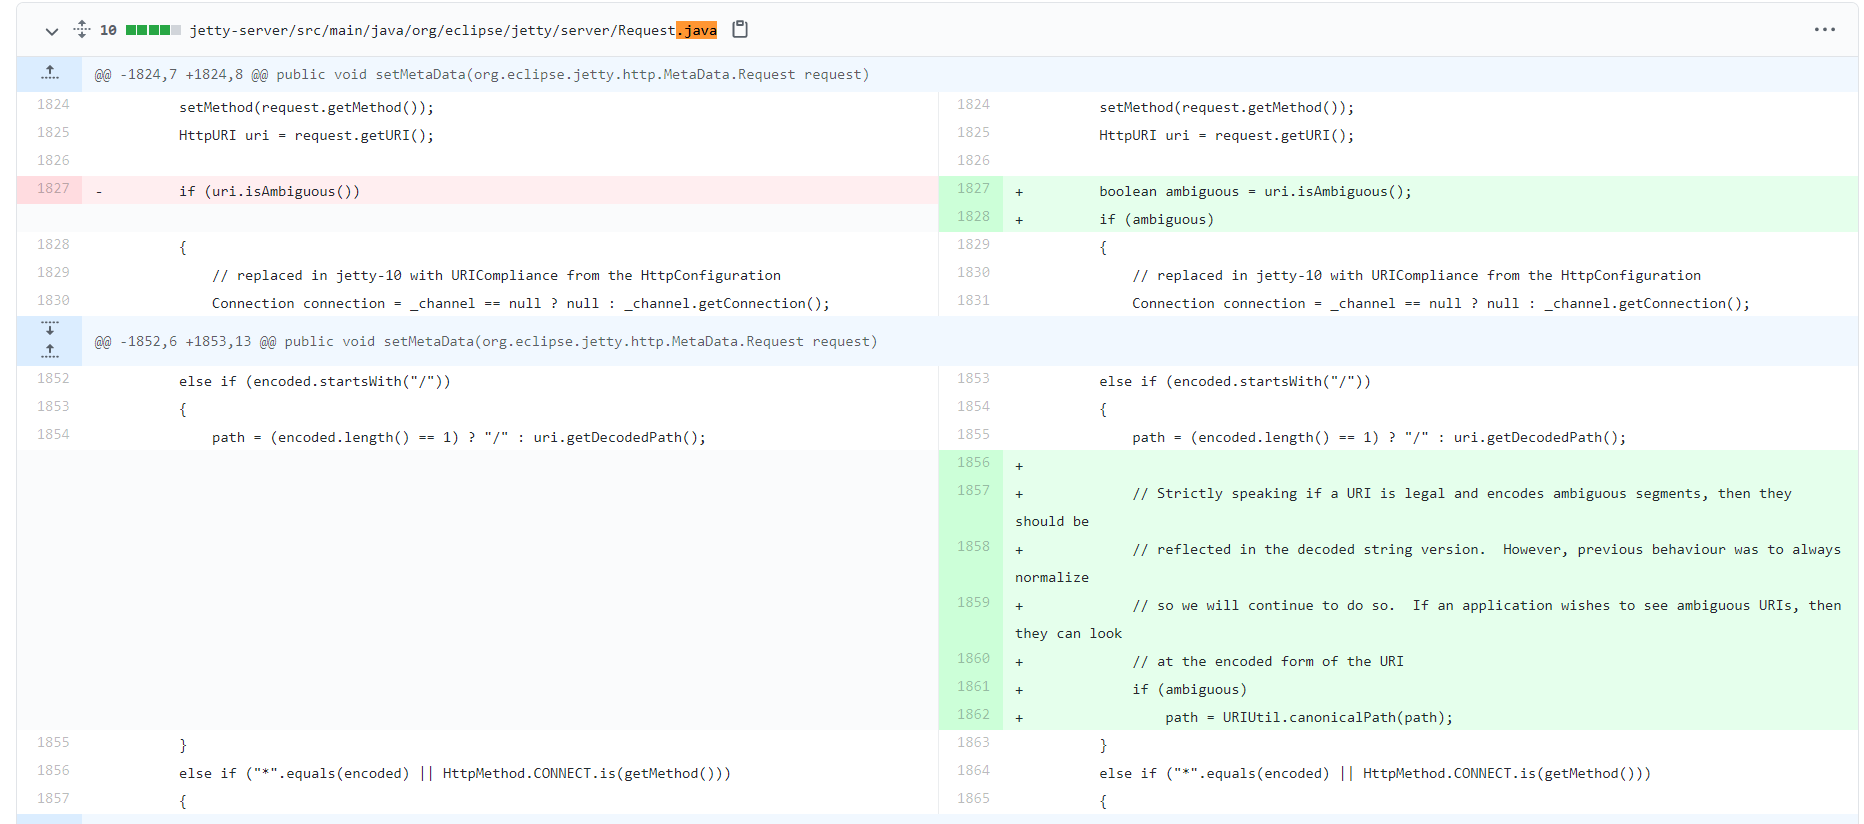 10 jetty-server/src/main/java/org/eclipse/jetty/server/Request.java
@@ -1824,7 +1824,8 @@ public void setMetaData(org.eclipse.jetty.http.MetaData.Request request)
1824 setMethod(request.getMethod()); 1824 setMethod(request.getMethod());
1825 HttpURI uri = request.getURI(); 1825 HttpURI uri = request.getURI();
1826 1826
1827 - if (uri.isAmbiguous()) 1827 + boolean ambiguous = uri.isAmbiguous();
1828 + if (ambiguous)
1828 { 1829 {
1829 // replaced in jetty-10 with URICompliance from the HttpConfiguration 1830 // replaced in jetty-10 with URICompliance from the HttpConfiguration
1830 Connection connection = _channel == null ? null : _channel.getConnection(); 1831 Connection connection = _channel == null ? null : _channel.getConnection();
@@ -1852,6 +1853,13 @@ public void setMetaData(org.eclipse.jetty.http.MetaData.Request request)
1852 else if (encoded.startsWith("/")) 1853 else if (encoded.startsWith("/"))
1853 { 1854 {
1854 path = (encoded.length() == 1) ? "/" : uri.getDecodedPath(); 1855 path = (encoded.length() == 1) ? "/" : uri.getDecodedPath();
1856 +
1857 + // Strictly speaking if a URI is legal and encodes ambiguous segments, then they
should be
1858 + // reflected in the decoded string version.  However, previous behaviour was to always
normalize
1859 + // so we will continue to do so.  If an application wishes to see ambiguous URIs, then
they can look
1860 + // at the encoded form of the URI
1861 + if (ambiguous)
1862 + path = URIUtil.canonicalPath(path);
1855 } 1863 }
1856 else if ("*".equals(encoded) || HttpMethod.CONNECT.is(getMethod())) 1864 else if ("*".equals(encoded) || HttpMethod.CONNECT.is(getMethod()))
1857 { 1865 {